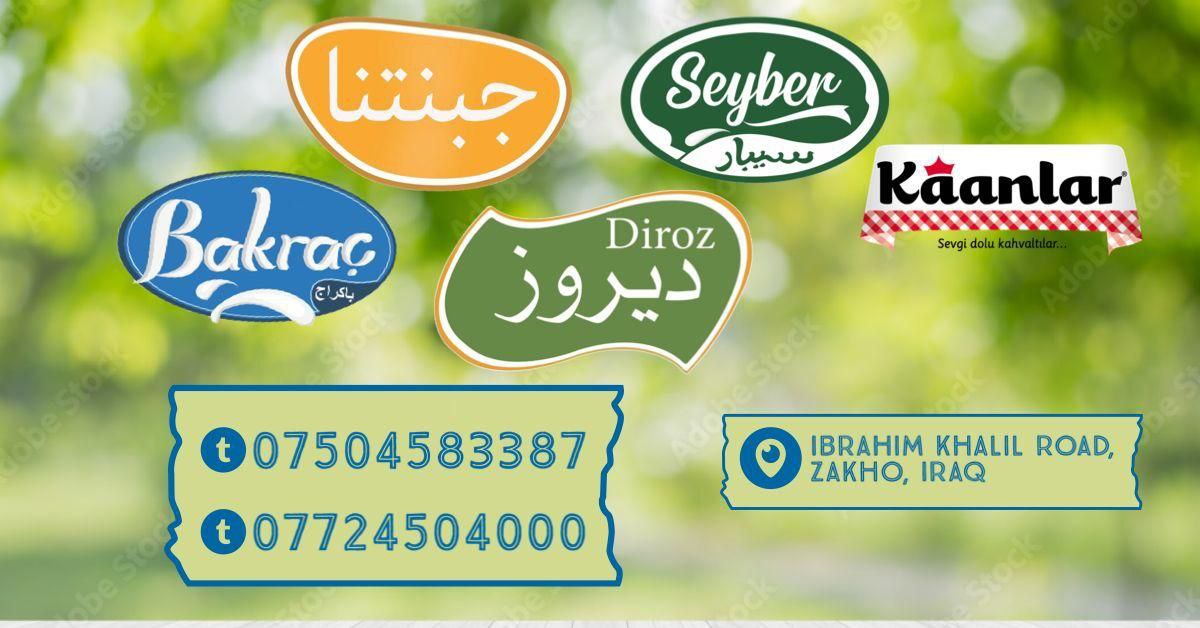 جبنتنا
Seyber
سيبار
Kaanlar®
Sevgi dolu kahvaltılar...
Bakraç
باكراج
Diroz
ديروز
07504583387
07724504000
IBRAHIM KHALIL ROAD,
ZAKHO, IRAQ